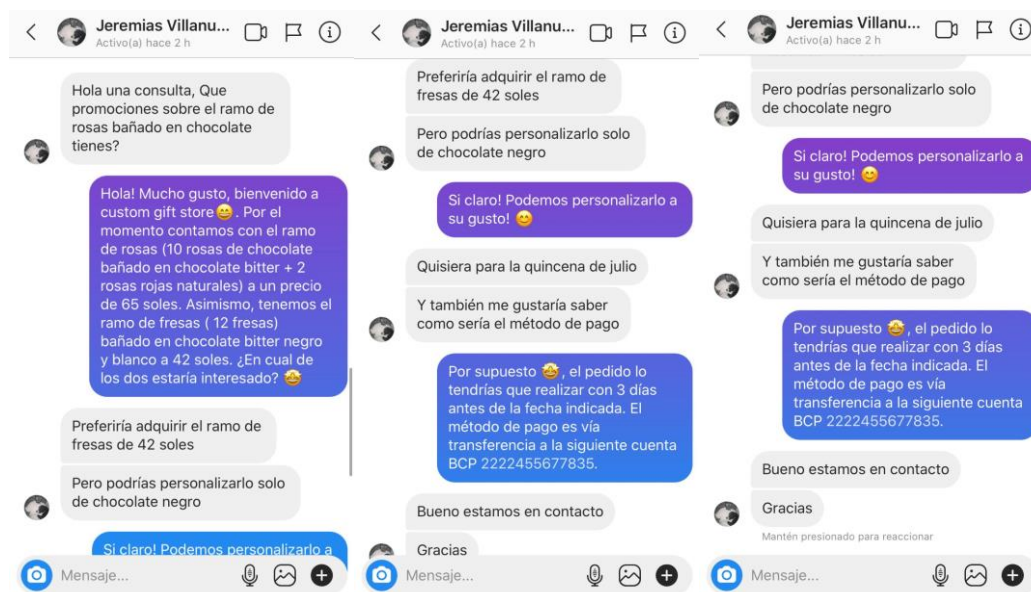 Jeremias Villanu...
Activo(a) hace 2 h
Hola una consulta, Que
promociones sobre el ramo de
rosas bañado en chocolate
tienes?
Hola! Mucho gusto, bienvenido a
custom gift store😄. Por el
momento contamos con el ramo
de rosas (10 rosas de chocolate
bañado en chocolate bitter + 2
rosas rojas naturales) a un precio
de 65 soles. Asimismo, tenemos el
ramo de fresas ( 12 fresas)
bañado en chocolate bitter negro
y blanco a 42 soles. ¿En cual de
los dos estaría interesado? 🤩
Preferiría adquirir el ramo de
fresas de 42 soles
Pero podrías personalizarlo solo
de chocolate negro
Si claro! Podemos personalizarlo a
Mensaje...
Jeremias Villanu...
Activo(a) hace 2 h
Preferiría adquirir el ramo de
fresas de 42 soles
Pero podrías personalizarlo solo
de chocolate negro
Si claro! Podemos personalizarlo a
su gusto! 😊
Quisiera para la quincena de julio
Y también me gustaría saber
como sería el método de pago
Por supuesto 🤩, el pedido lo
tendrías que realizar con 3 días
antes de la fecha indicada. El
método de pago es vía
transferencia a la siguiente cuenta
BCP 2222455677835.
Bueno estamos en contacto
Gracias
Mensaje...
Jeremias Villanu...
Activo(a) hace 2 h
Pero podrías personalizarlo solo
de chocolate negro
Si claro! Podemos personalizarlo a
su gusto! 😊
Quisiera para la quincena de julio
Y también me gustaría saber
como sería el método de pago
Por supuesto 🤩, el pedido lo
tendrías que realizar con 3 días
antes de la fecha indicada. El
método de pago es vía
transferencia a la siguiente cuenta
BCP 2222455677835.
Bueno estamos en contacto
Gracias
Mantén presionado para reaccionar
Mensaje...